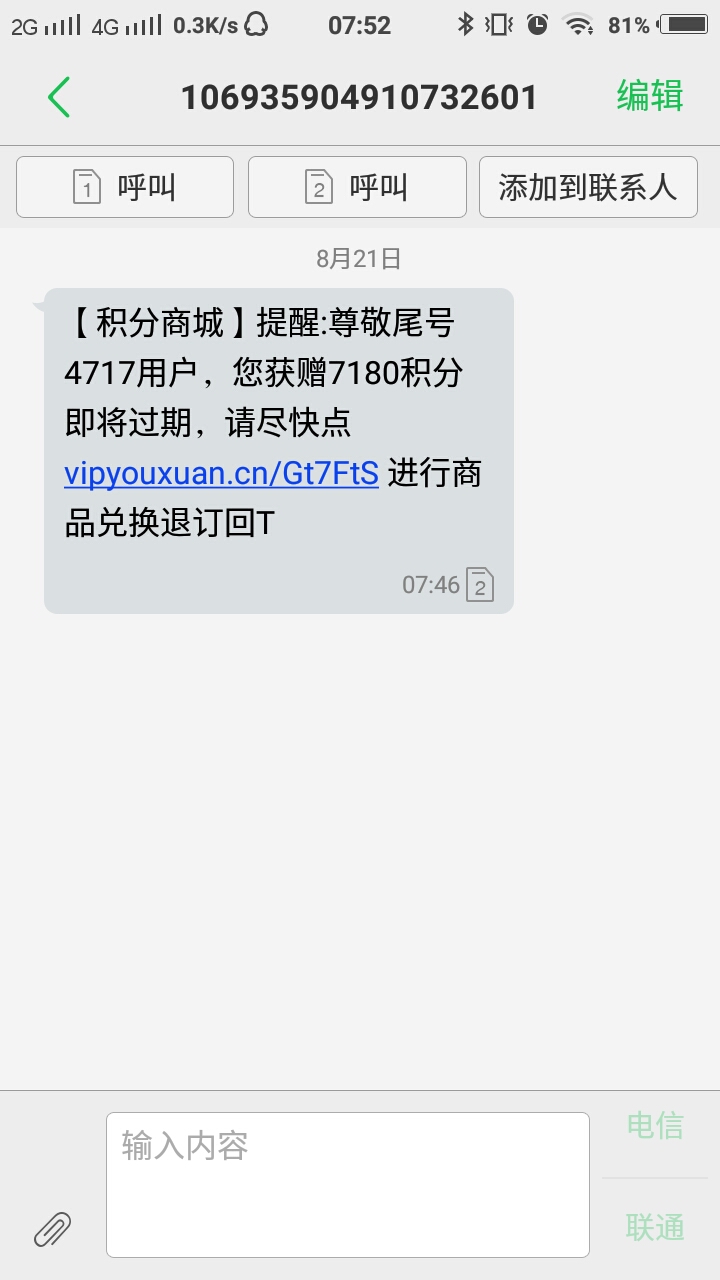 2G 4G 0.3K/s 07:52 81%
106935904910732601 编辑
1 呼叫 2 呼叫 添加到联系人
8月21日
【积分商城】提醒:尊敬尾号
4717用户，您获赠7180积分
即将过期，请尽快点
vipyouxuan.cn/Gt7FtS 进行商
品兑换退订回T
07:46 2
输入内容
电信
联通